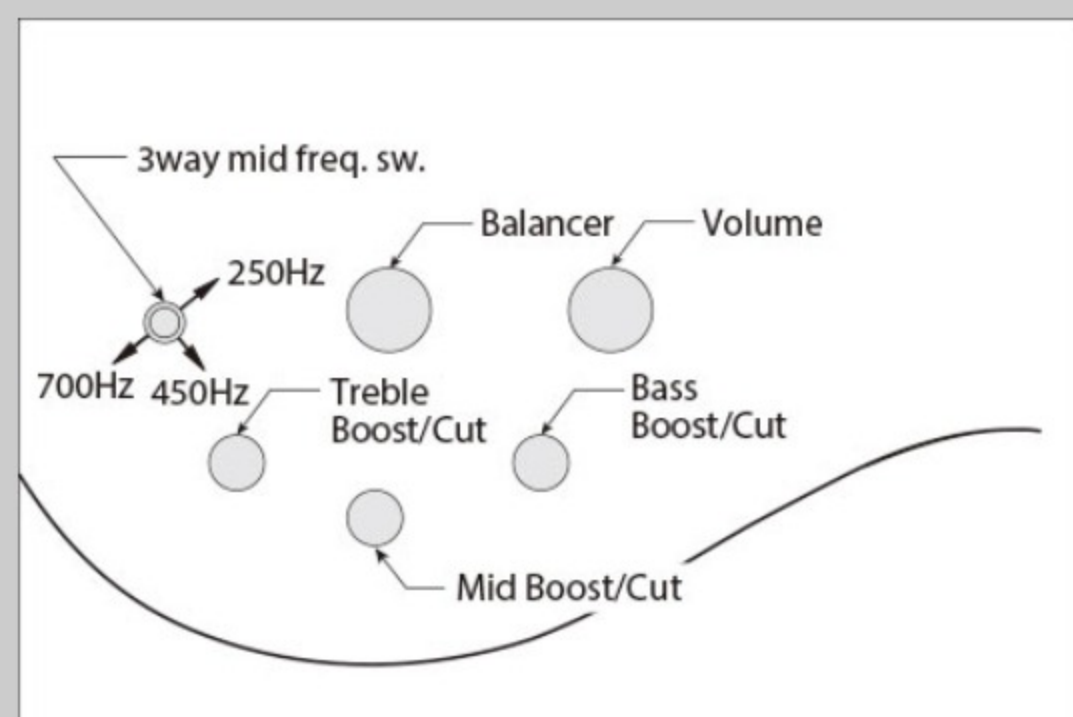 3way mid freq. sw.
Balancer
Volume
250Hz
700Hz
450Hz
Treble
Boost/Cut
Bass
Boost/Cut
Mid Boost/Cut